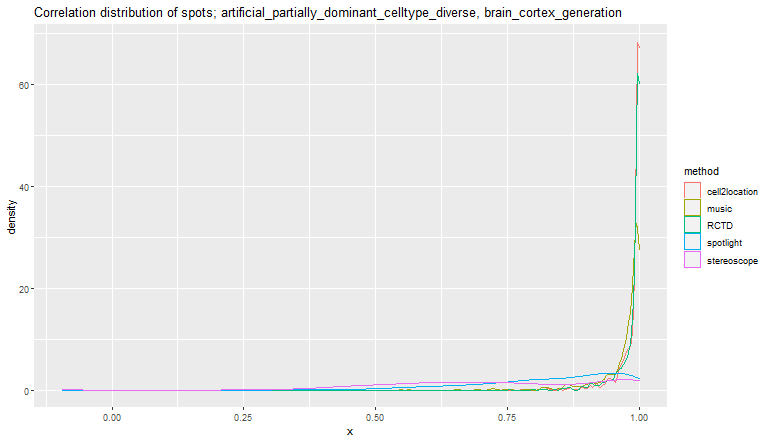 Correlation distribution of spots; artificial_partially_dominant_celltype_diverse, brain_cortex_generation
60
40
20
0
density
0.00 0.25 0.50 0.75 1.00
x
method
cell2location
music
RCTD
spotlight
stereoscope